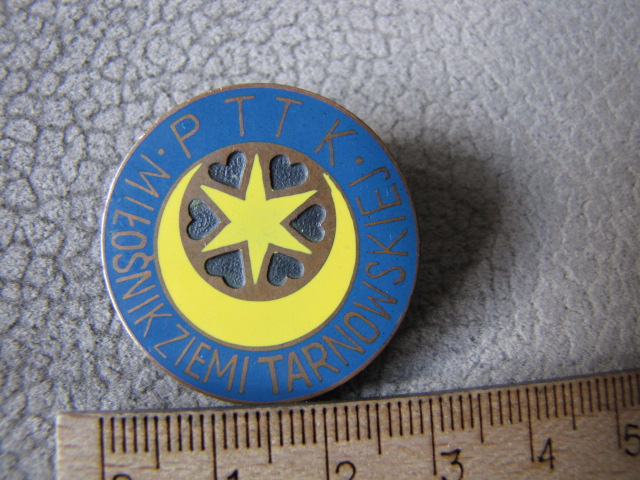 · PTTK ·
MIŁOŚNIK ZIEMI TARNOWSKIEJ
0 1 2 3 4 5